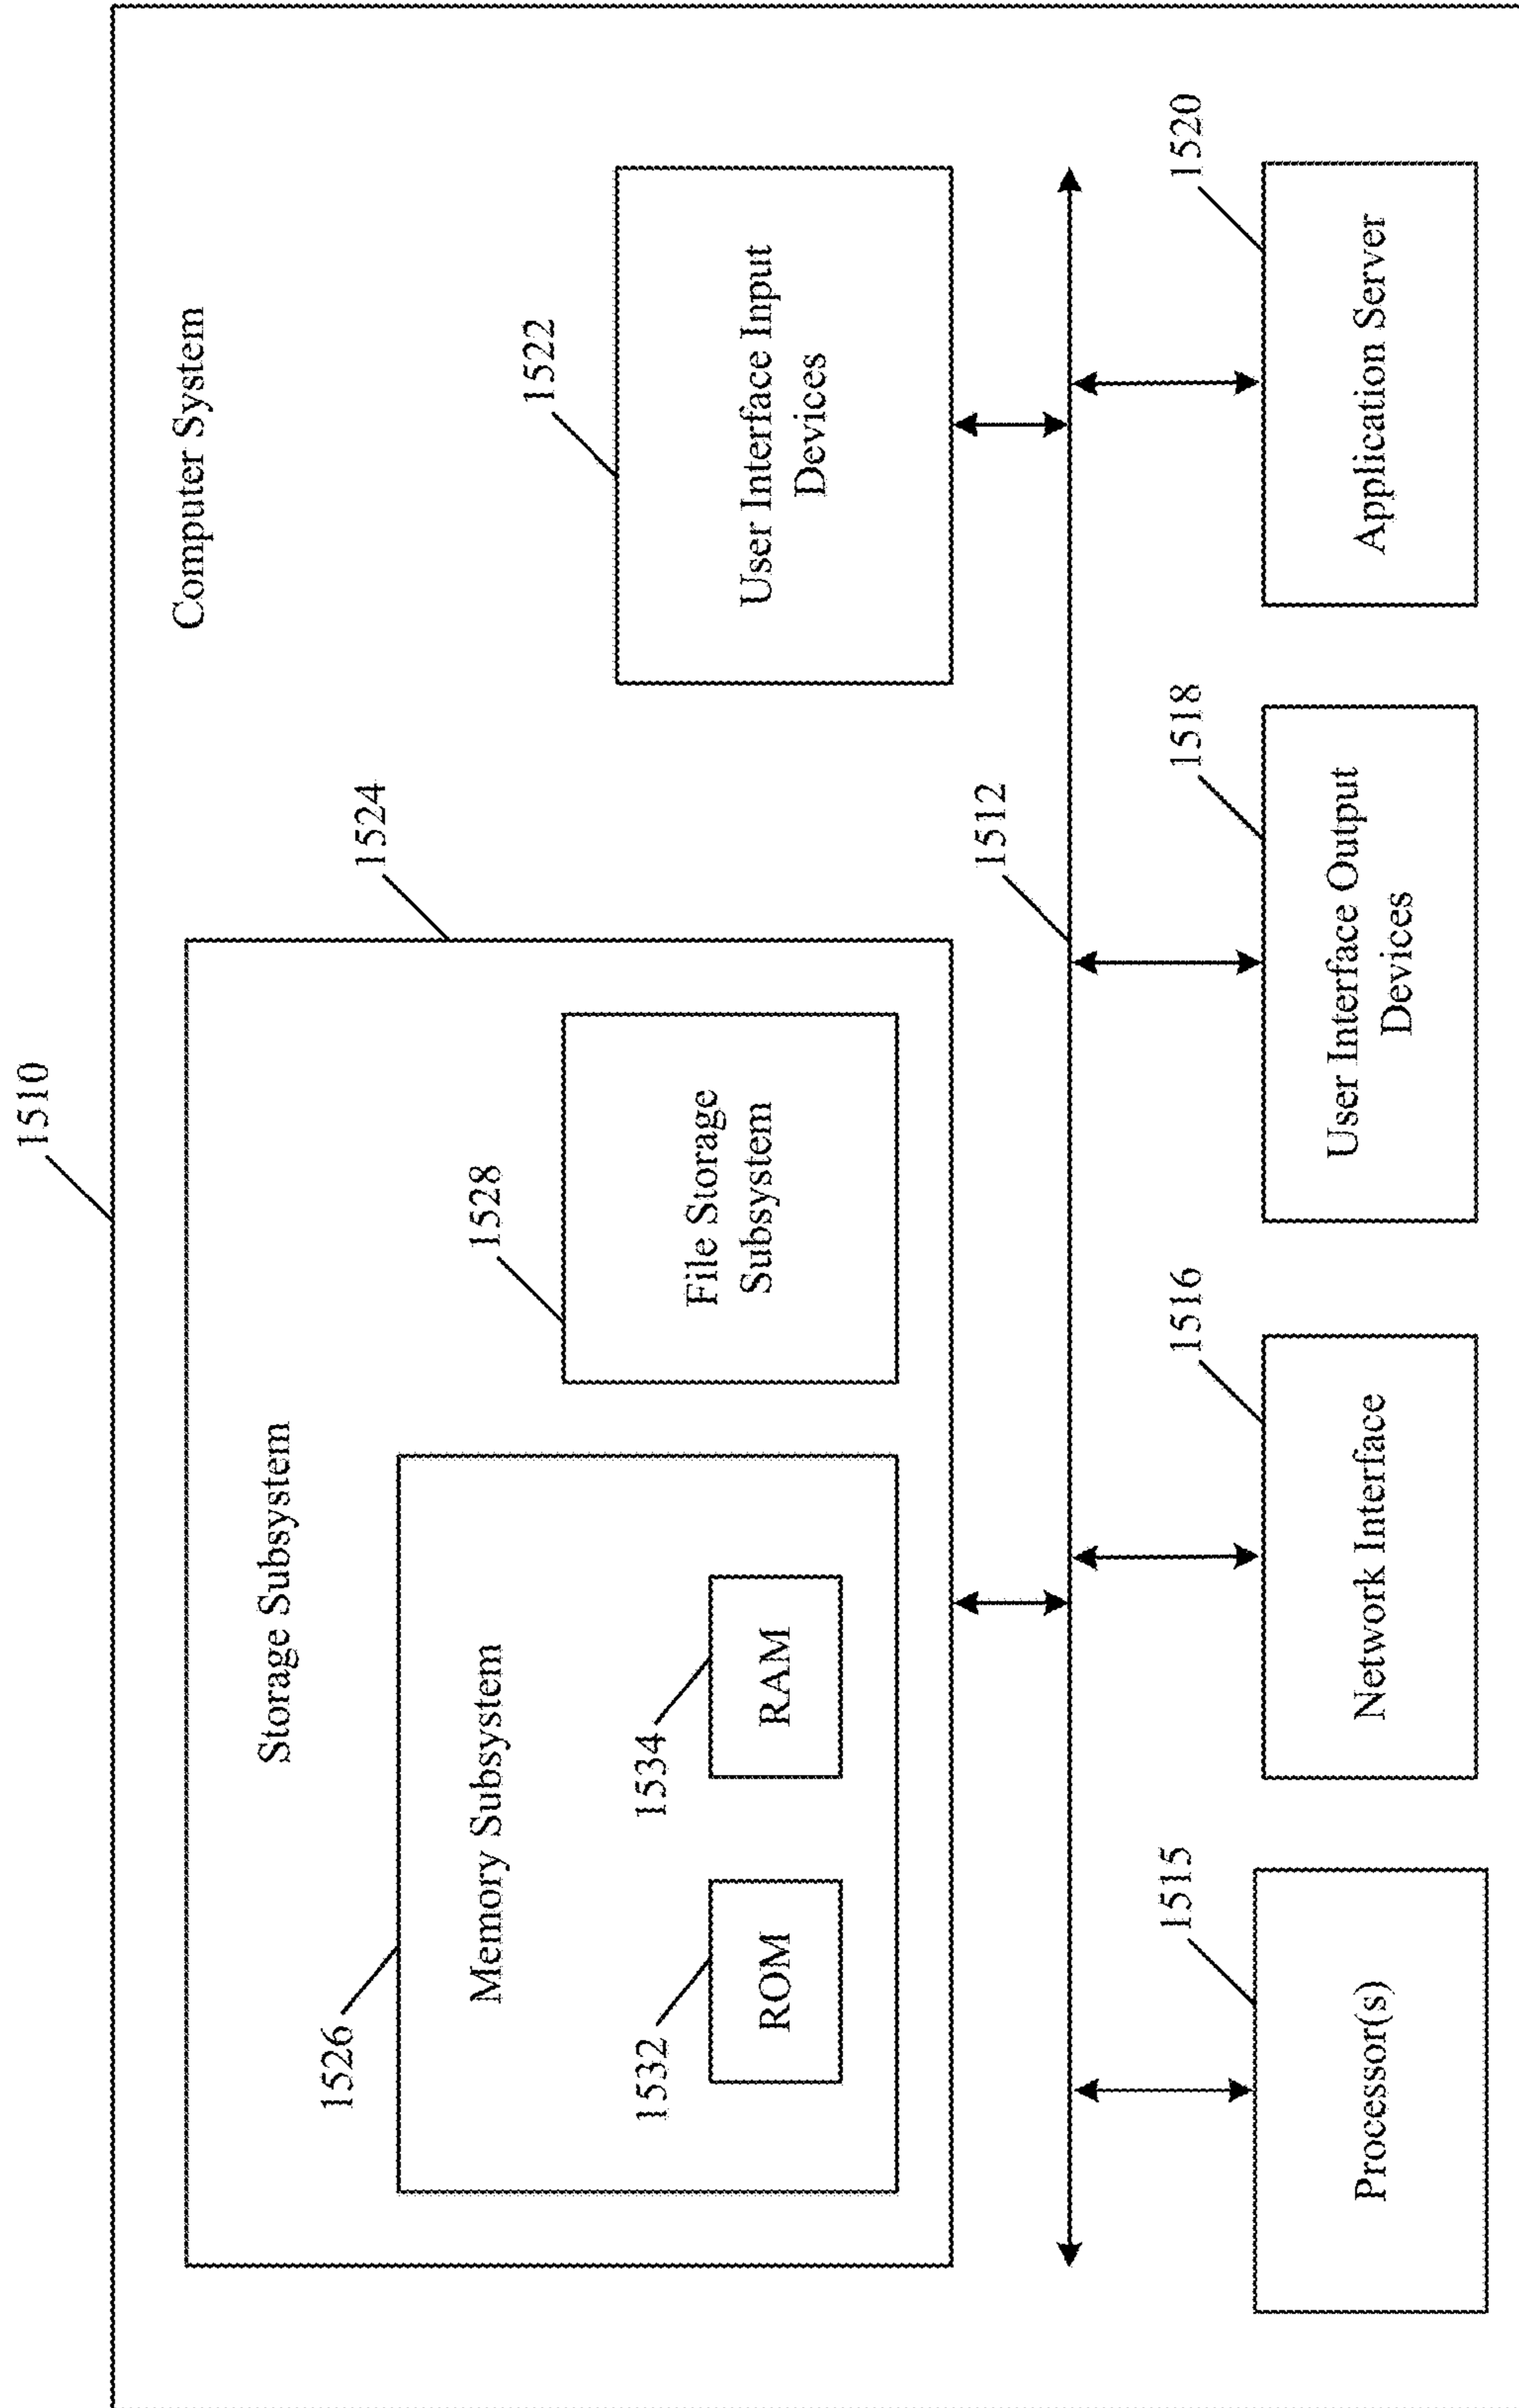 1510
Computer System
1524
Storage Subsystem
1526
Memory Subsystem
1528
1522
File Storage
Subsystem
User Interface Input
Devices
1532
1534
ROM
RAM
1512
1515
1516
1518
1520
Processor(s)
Network Interface
User Interface Output
Devices
Application Server